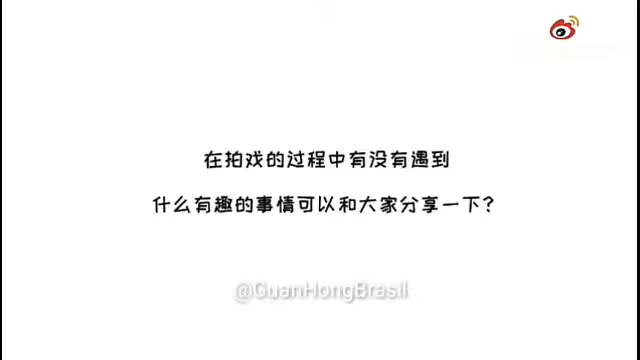 在拍戏的过程中有没有遇到
什么有趣的事情可以和大家分享一下?
@GuanHongBrasil